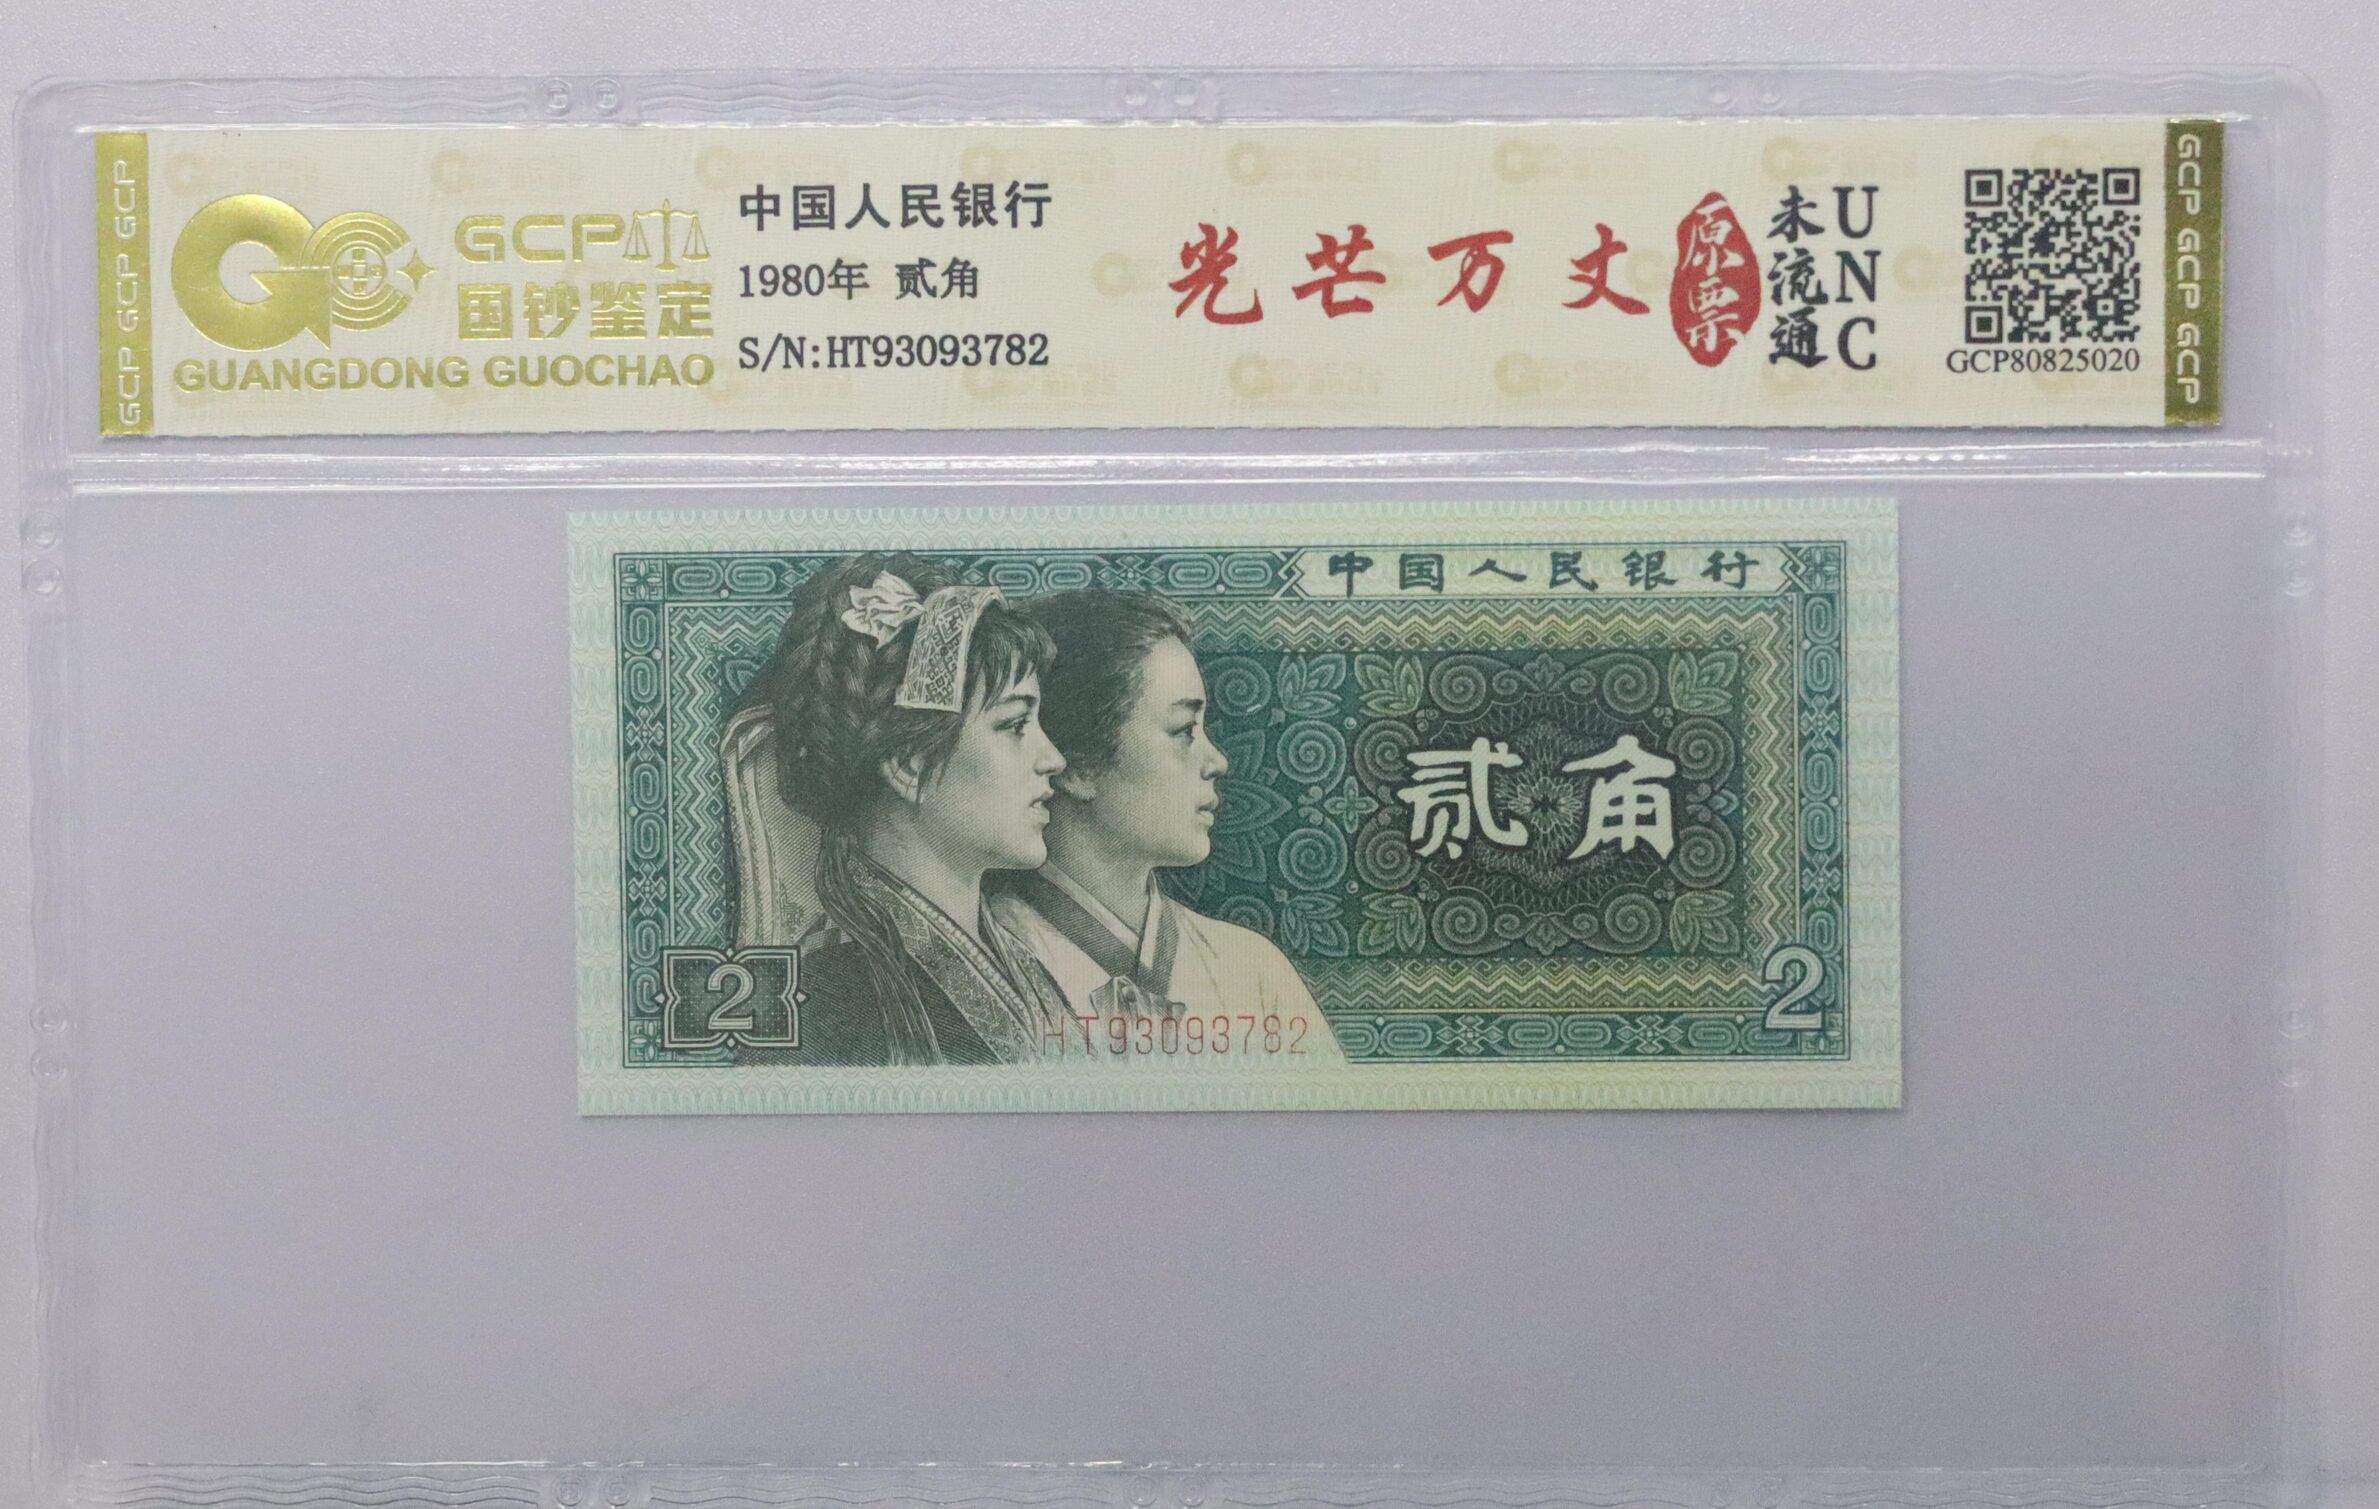 GCP GCP GCP
GCP
国钞鉴定
GUANGDONG GUOCHAO
中国人民银行
1980年 贰角
S/N:HT93093782
光芒万丈
原票
未流通
UNC
GCP80825020
GCP GCP GCP
中国人民银行
贰角
2
HT93093782
2